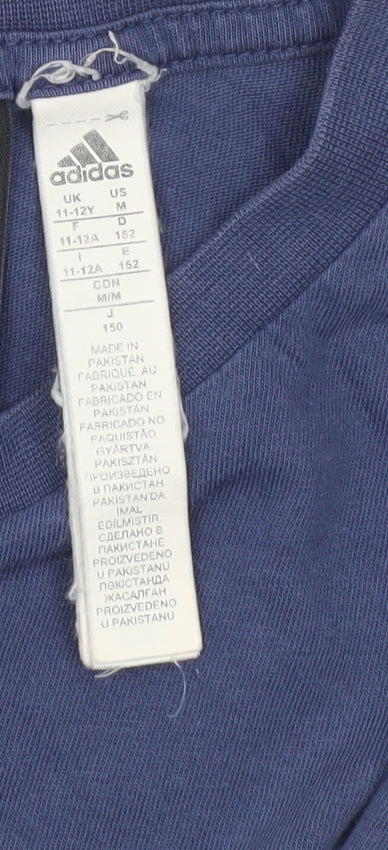 adidas
UK US
11-12Y M
F D
11-12A 152
I E
11-12A 152
CDN
M/M
J
150
MADE IN
PAKISTAN
FABRIQUÉ AU
PAKISTAN
FABRICADO EN
PAKISTÁN
FABRICADO NO
PAQUISTÃO
GYÁRTVA:
PAKISZTÁN
ПРОИЗВЕДЕНО
В ПАКИСТАН
PAKISTAN'DA
İMAL
EDİLMİŞTİR.
СДЕЛАНО В
ПАКИСТАНЕ
PROIZVEDENO
U PAKISTANU
ПӘКІСТАНДА
ЖАСАЛҒАН
PROIZVEDENO
U PAKISTANU